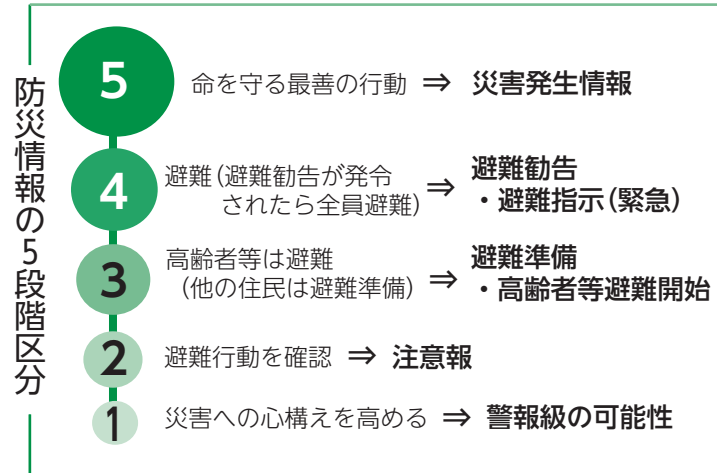 防災情報の5段階区分
5
命を守る最善の行動 ⇒ 災害発生情報
4
避難(避難勧告が発令
されたら全員避難) ⇒ 避難勧告
・避難指示(緊急)
3
高齢者等は避難
(他の住民は避難準備) ⇒ 避難準備
・高齢者等避難開始
2
避難行動を確認 ⇒ 注意報
1
災害への心構えを高める ⇒ 警報級の可能性